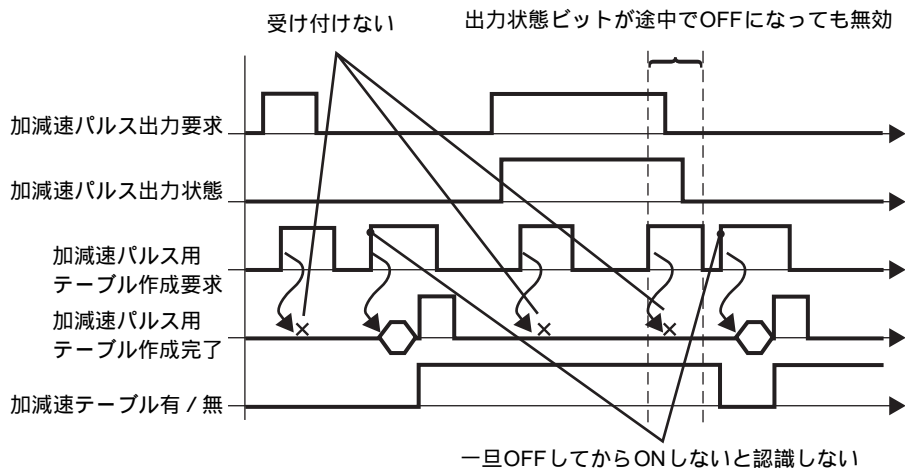 受け付けない
出力状態ビットが途中でOFFになっても無効
加減速パルス出力要求
加減速パルス出力状態
加減速パルス用
テーブル作成要求
加減速パルス用
テーブル作成完了
加減速テーブル有 / 無
一旦OFFしてからONしないと認識しない